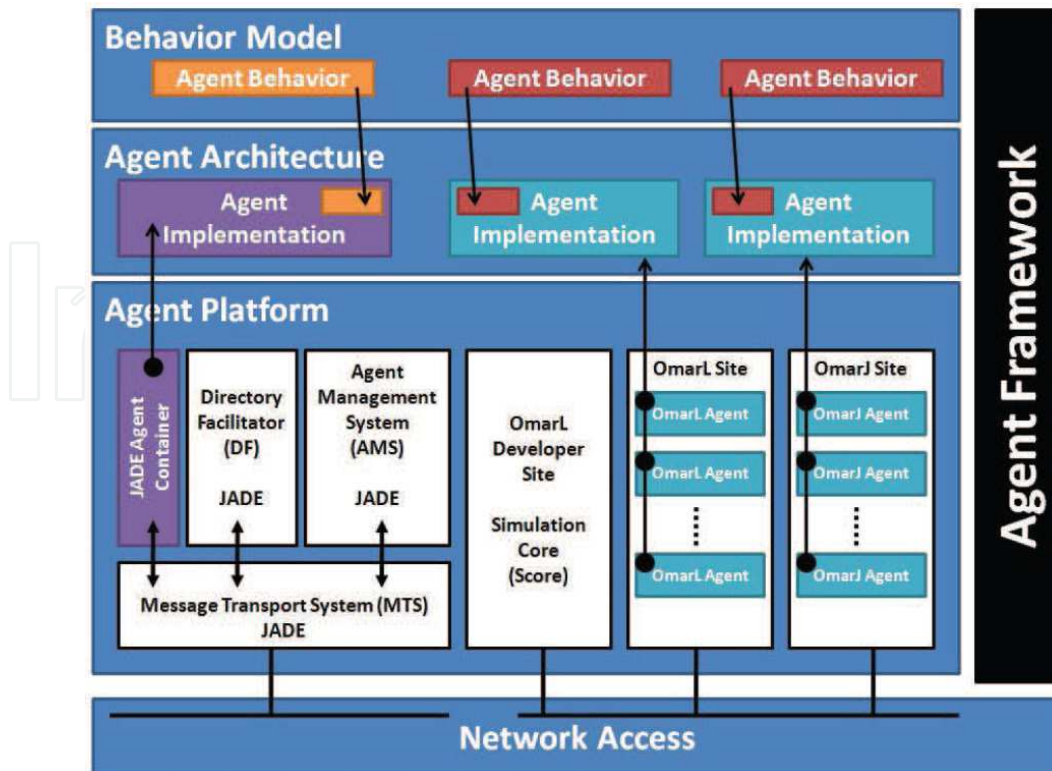 Behavior Model
Agent Behavior
Agent Behavior
Agent Behavior
Agent Architecture
Agent
Implementation
Agent
Implementation
Agent
Implementation
Agent Platform
JADE Agent
Container
Directory
Facilitator
(DF)
JADE
Agent
Management
System
(AMS)
JADE
Message Transport System (MTS)
JADE
OmarL
Developer
Site
Simulation
Core
(Score)
OmarL Site
OmarL Agent
OmarL Agent
OmarL Agent
OmarJ Site
OmarJ Agent
OmarJ Agent
OmarJ Agent
Network Access
Agent Framework